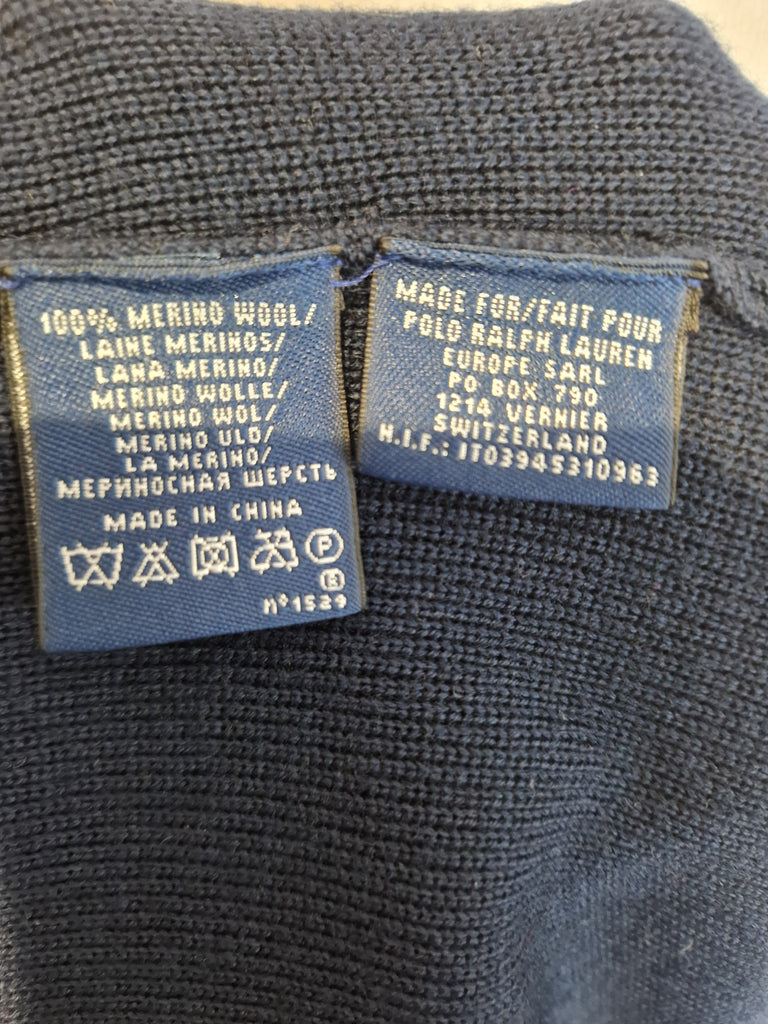 100% MERINO WOOL/
LAINE MERINOS/
LANA MERINO/
MERINO WOLLE/
MERINO WOL/
MERINO ULD/
LA MERINO/
МЕРИНОСНАЯ ШЕРСТЬ
MADE IN CHINA
P
N° 1529
MADE FOR/FAIT POUR
POLO RALPH LAUREN
EUROPE SARL
PO BOX 790
1214 VERNIER
SWITZERLAND
N.I.F.: IT03945310963